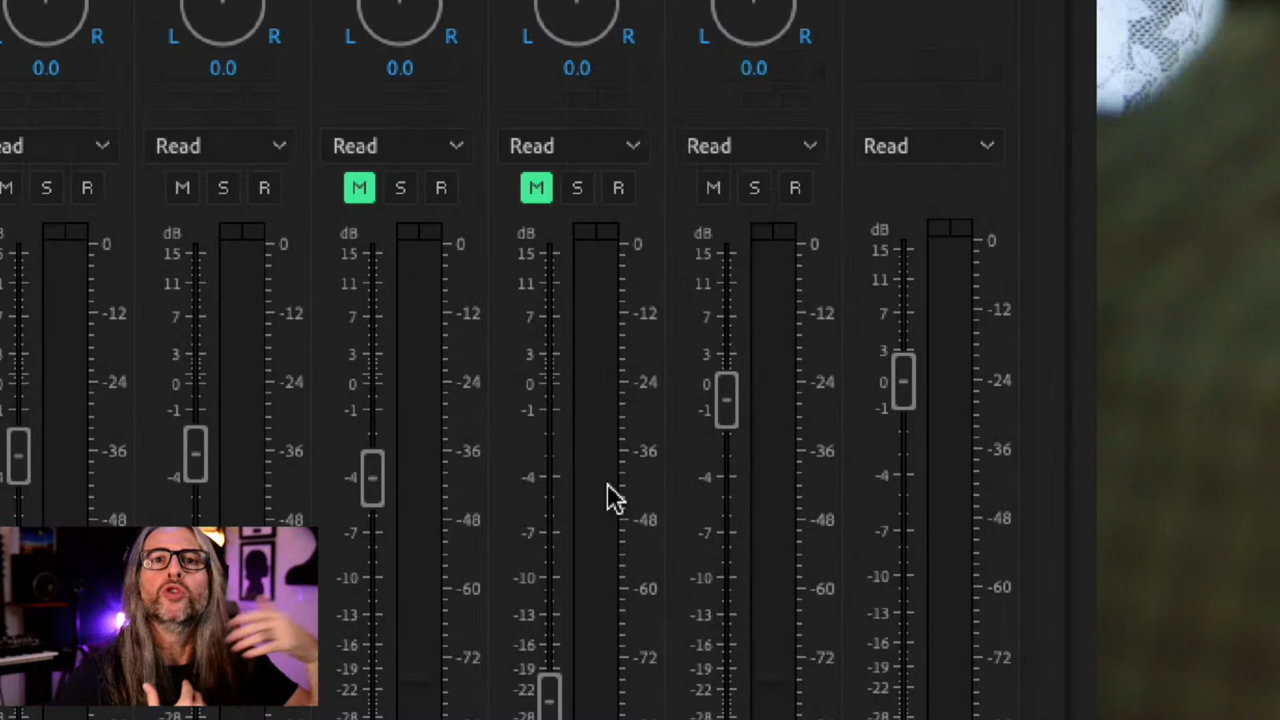 L R L R L R L R R
0.0 0.0 0.0 0.0 0.0
Read Read Read Read Read
M S R M S R M S R M S R M S R
dB dB dB dB dB
0 0 0 0 0 0
15 15 15 15 15
11 11 11 11 11
-12 -12 -12 -12 -12 -12
7 7 7 7 7
3 3 3 3 3
0 -24 0 -24 0 -24 0 -24 0 -24 -24
-1 -1 -1 -1 -1
-36 -36 -36 -36 -36 -36
-4 -4 -4 -4 -4
-48 -48 -48 -48 -48 -48
-7 -7 -7 -7
-10 -10 -10 -10
-60 -60 -60 -60
-13 -13 -13 -13
-16 -16 -16 -16
-72 -72 -72 -72
-19 -19 -19 -19
-22 -22 -22 -22
-28 -28 -28 -28